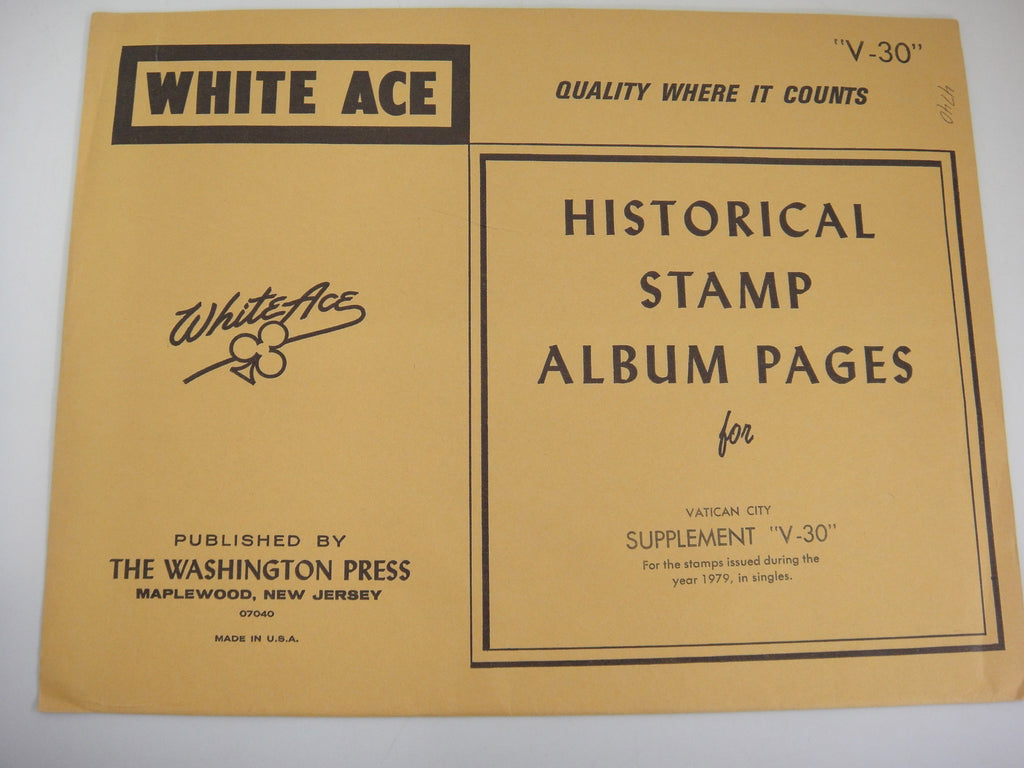 WHITE ACE
"V-30"
QUALITY WHERE IT COUNTS
4740
HISTORICAL
STAMP
ALBUM PAGES
for
White Ace
VATICAN CITY
SUPPLEMENT "V-30"
For the stamps issued during the
year 1979, in singles.
PUBLISHED BY
THE WASHINGTON PRESS
MAPLEWOOD, NEW JERSEY
07040
MADE IN U.S.A.